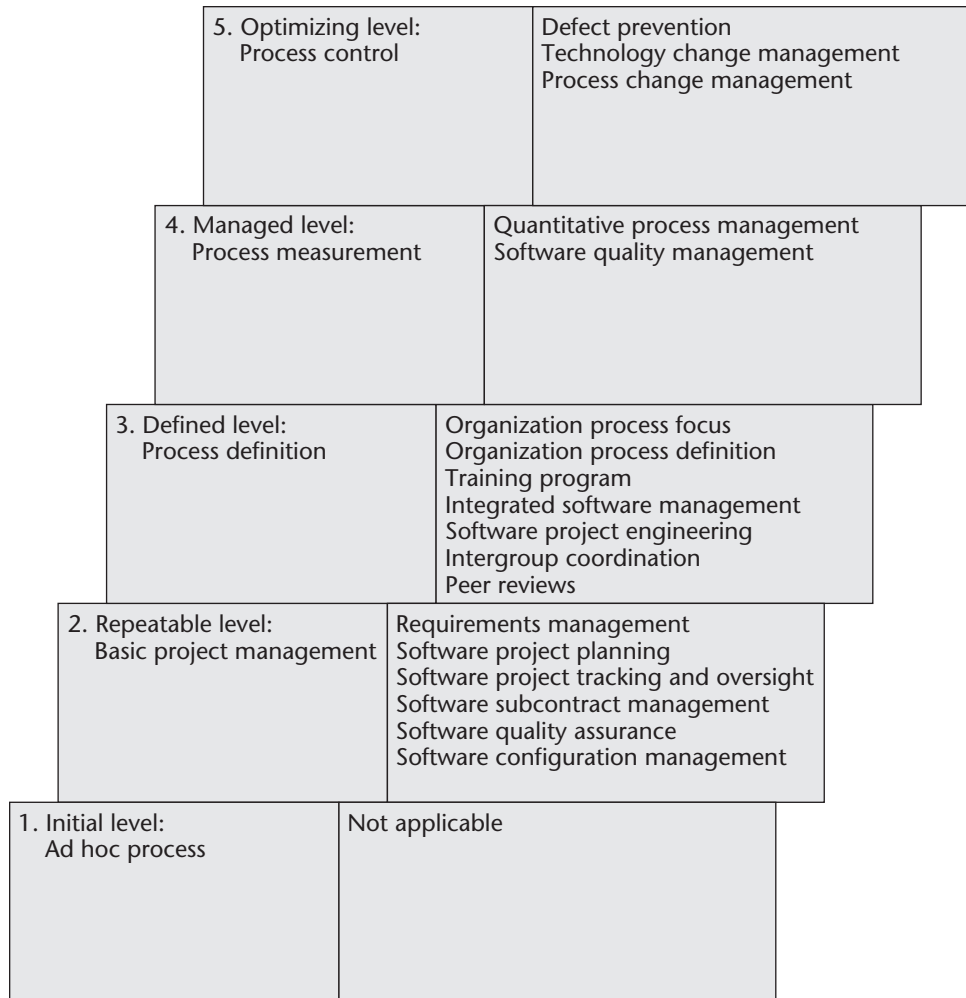 5. Optimizing level:
Process control
Defect prevention
Technology change management
Process change management
4. Managed level:
Process measurement
Quantitative process management
Software quality management
3. Defined level:
Process definition
Organization process focus
Organization process definition
Training program
Integrated software management
Software project engineering
Intergroup coordination
Peer reviews
2. Repeatable level:
Basic project management
Requirements management
Software project planning
Software project tracking and oversight
Software subcontract management
Software quality assurance
Software configuration management
1. Initial level:
Ad hoc process
Not applicable